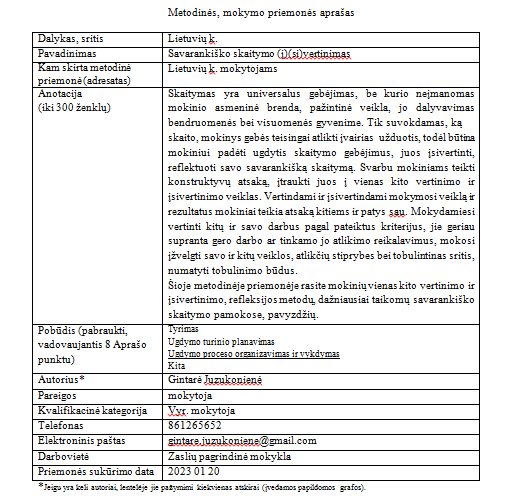 Metodinės, mokymo priemonės aprašas
Dalykas, sritis
Lietuvių k.
Pavadinimas
Savarankiško skaitymo (į)(si)vertinimas
Kam skirta metodinė
priemonė (adresatas)
Lietuvių k. mokytojams
Anotacija
(iki 300 ženklų)
Skaitymas yra universalus gebėjimas, be kurio neįmanomas
mokinio asmeninė brenda, pažintinė veikla, jo dalyvavimas
bendruomenės bei visuomenės gyvenime. Tik suvokdamas, ką
skaito, mokinys gebės teisingai atlikti įvairias užduotis, todėl būtina
mokiniui padėti ugdytis skaitymo gebėjimus, juos įsivertinti,
reflektuoti savo savarankišką skaitymą. Svarbu mokiniams teikti
konstruktyvų atsaką, įtraukti juos į vienas kito vertinimo ir
įsivertinimo veiklas. Vertindami ir įsivertindami mokymosi veiklą ir
rezultatus mokiniai teikia atsaką kitiems ir patys sau. Mokydamiesi
vertinti kitų ir savo darbus pagal pateiktus kriterijus, jie geriau
supranta gero darbo ar tinkamo jo atlikimo reikalavimus, mokosi
įžvelgti savo ir kitų veiklos, atlikčių stiprybes bei tobulintinas sritis,
numatyti tobulinimo būdus.
Šioje metodinėje priemonėje rasite mokinių vienas kito vertinimo ir
įsivertinimo, refleksijos metodų, dažniausiai taikomų savarankiško
skaitymo pamokose, pavyzdžių.
Pobūdis (pabraukti,
vadovaujantis 8 Aprašo
punktu)
Tyrimas
Ugdymo turinio planavimas
Ugdymo proceso organizavimas ir vykdymas
Kita
Autorius*
Gintarė Juzukonienė
Pareigos
mokytoja
Kvalifikacinė kategorija
Vyr. mokytoja
Telefonas
861265652
Elektroninis paštas
gintare.juzukoniene@gmail.com
Darbovietė
Zaslių pagrindinė mokykla
Priemonės sukūrimo data
2023 01 20
*Jeigu yra keli autoriai, lentelėje jie pažymimi kiekvienas atskirai (įvedamos papildomos grafos).